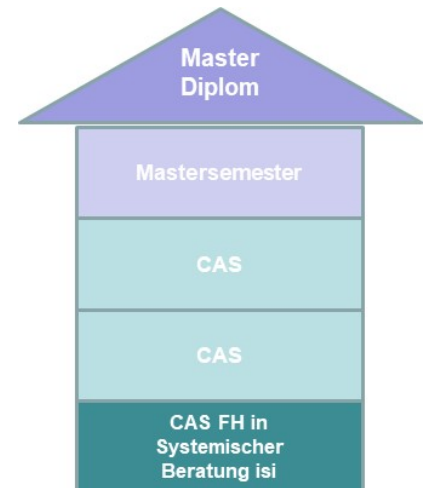 Master
Diplom
Mastersemester
CAS
CAS
CAS FH in
Systemischer
Beratung isi